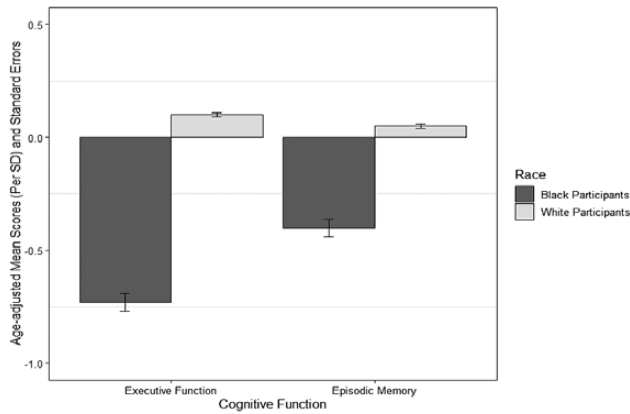 Age-adjusted Mean Scores (Per SD) and Standard Errors
0.5
0.0
-0.5
-1.0
Executive Function
Episodic Memory
Cognitive Function
Race
Black Participants
White Participants